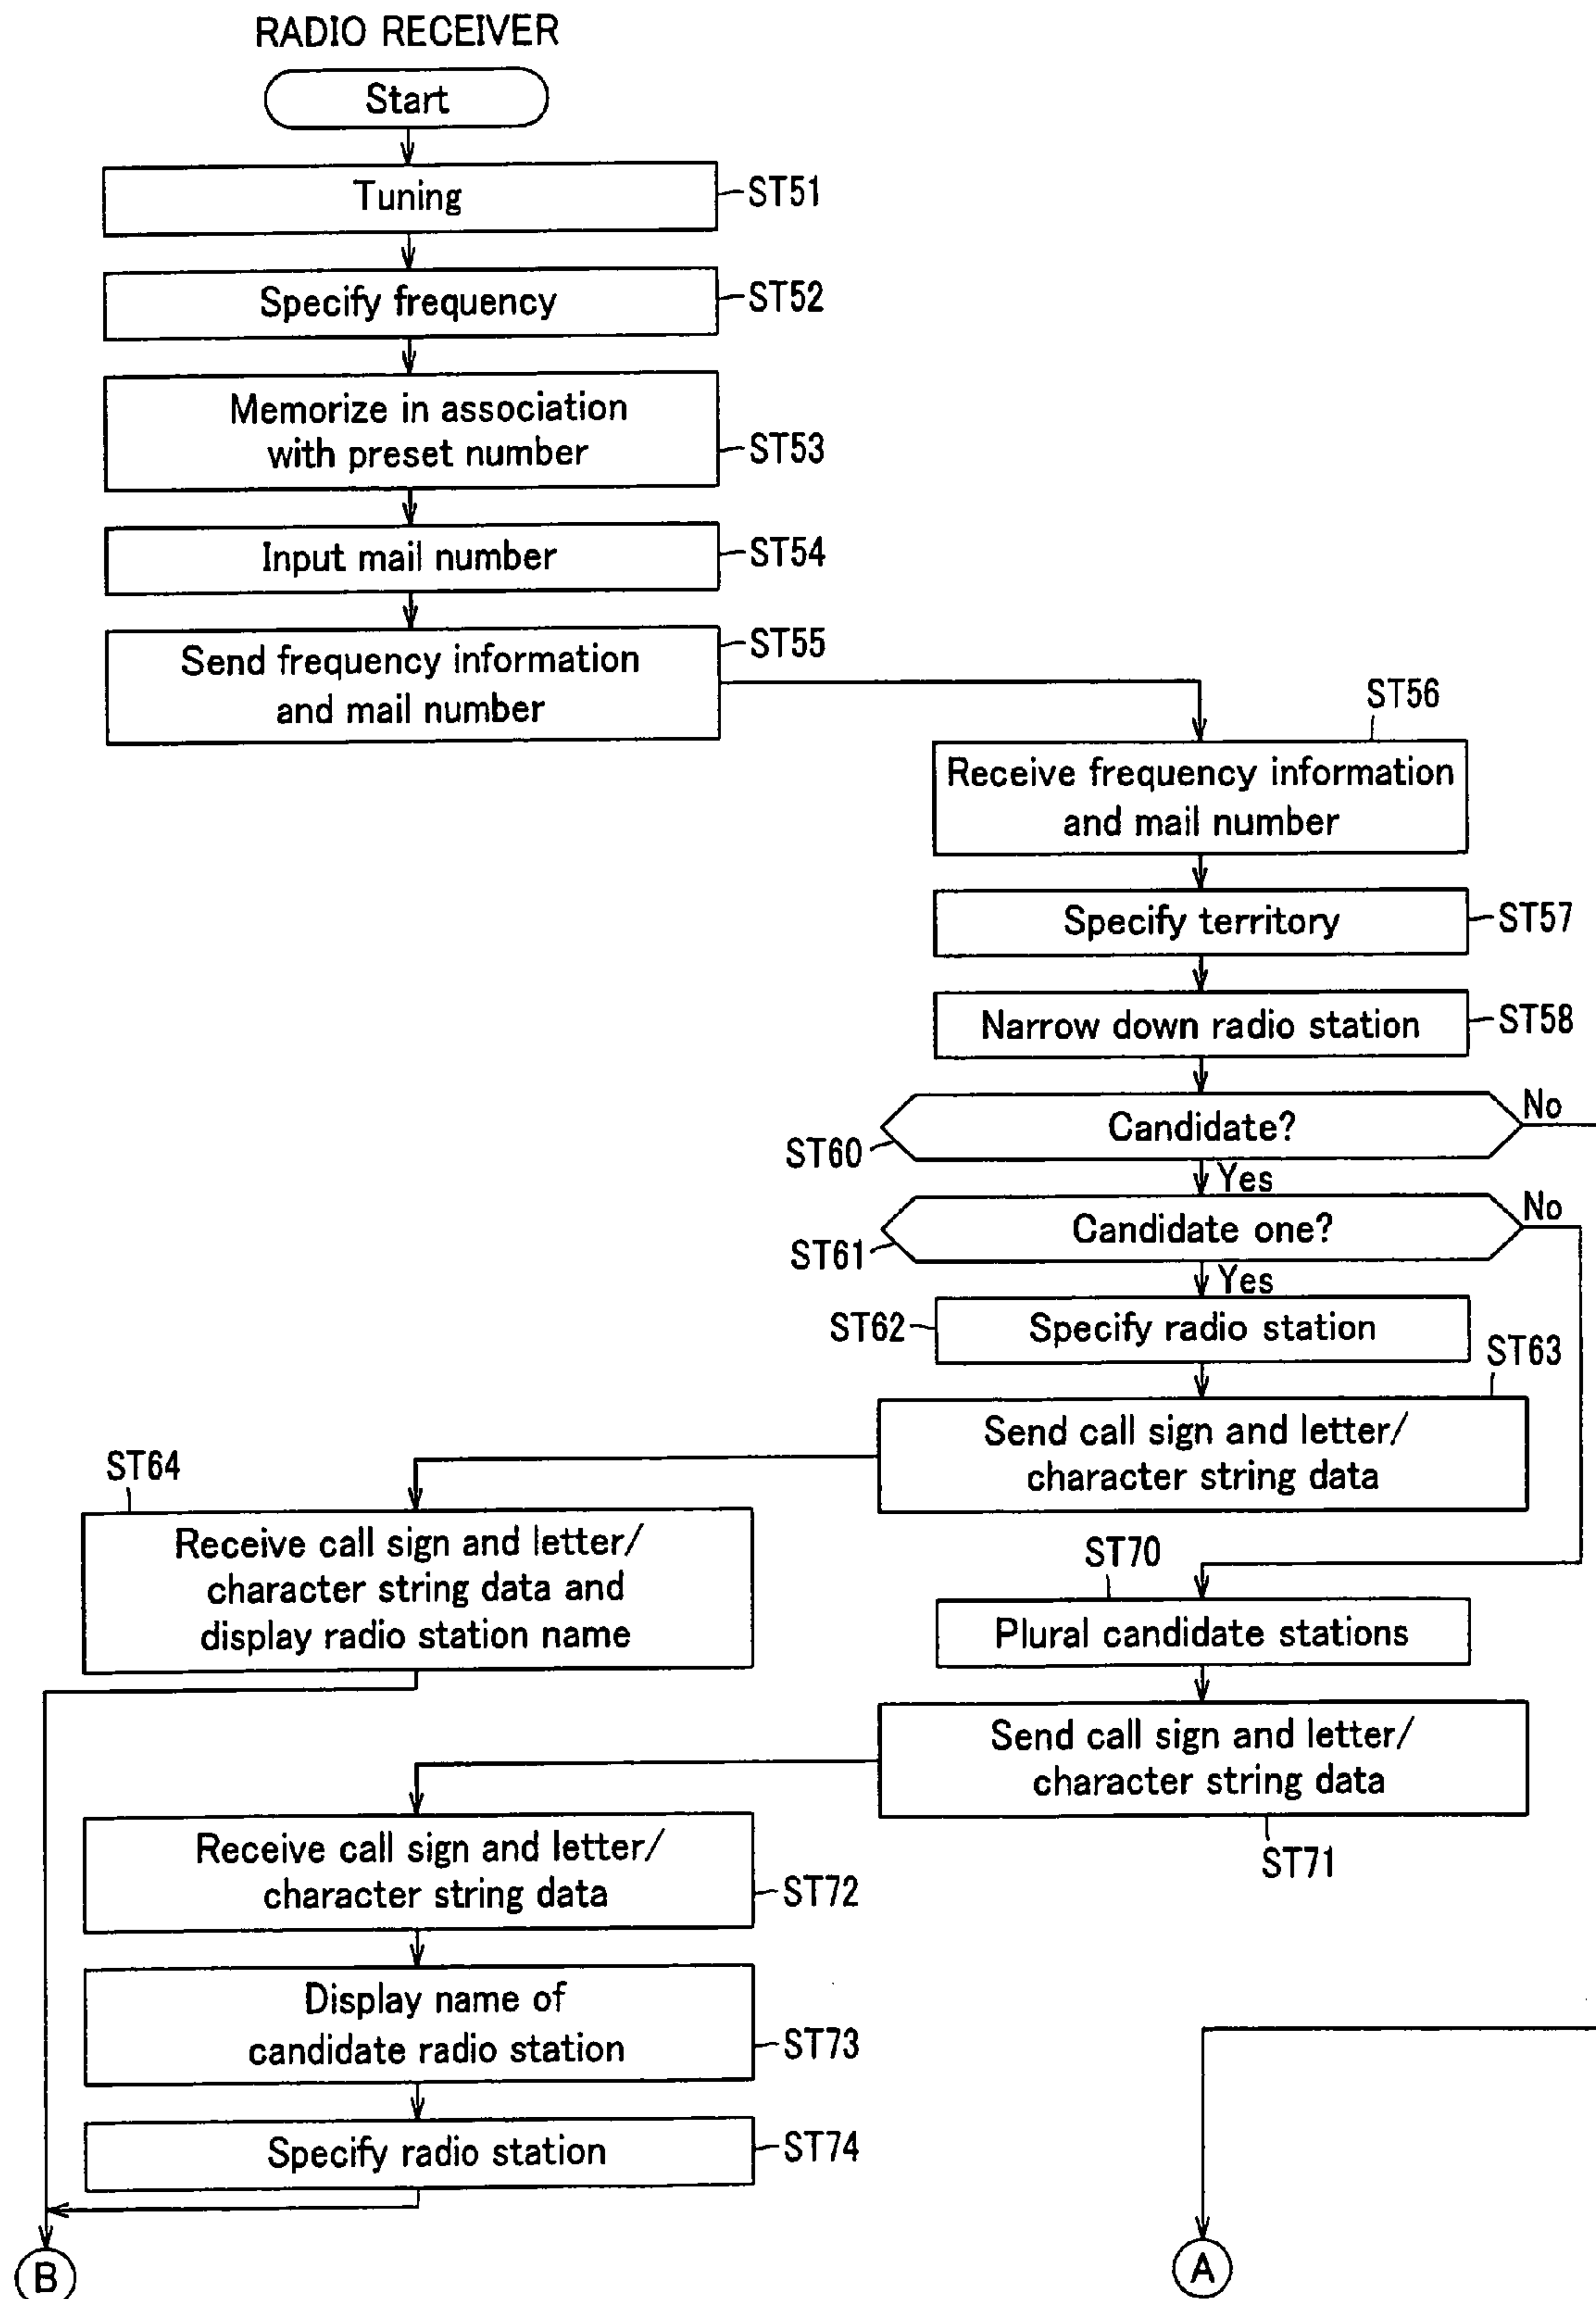 RADIO RECEIVER
Start
Tuning
ST51
Specify frequency
ST52
Memorize in association
with preset number
ST53
Input mail number
ST54
Send frequency information
and mail number
ST55
ST56
Receive frequency information
and mail number
Specify territory
ST57
Narrow down radio station
ST58
Candidate?
No
ST60
Yes
Candidate one?
No
ST61
Yes
ST62
Specify radio station
ST63
Send call sign and letter/
character string data
ST64
Receive call sign and letter/
character string data and
display radio station name
ST70
Plural candidate stations
Send call sign and letter/
character string data
ST71
Receive call sign and letter/
character string data
ST72
Display name of
candidate radio station
ST73
Specify radio station
ST74
B
A